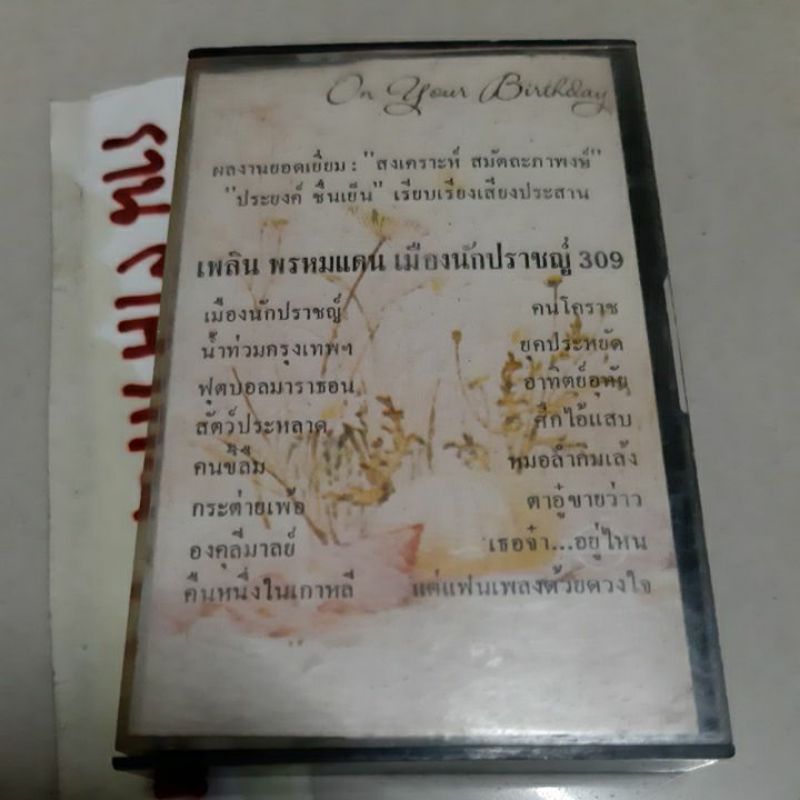 On Your Birthday
ผลงานยอดเยี่ยม : "สงเคราะห์ สมัตถะภาพงษ์"
"ประยงค์ ชื่นเย็น" เรียบเรียงเสียงประสาน
เพลิน พรหมแดน เมืองนักปราชญ์ 309
เมืองนักปราชญ์ คนโคราช
น้ำท่วมกรุงเทพฯ ยุคประหยัด
ฟุตบอลมาราธอน อาทิตย์อุทัย
สัตว์ประหลาด ศึกไอ้แสบ
คนขี้ลืม หมอลำกิมเล้ง
กระต่ายเพ้อ ตาอู๋ขายว่าว
องคุลีมาลย์ เธอจ๋า...อยู่ไหน
คืนหนึ่งในเกาหลี แด่แฟนเพลงด้วยดวงใจ